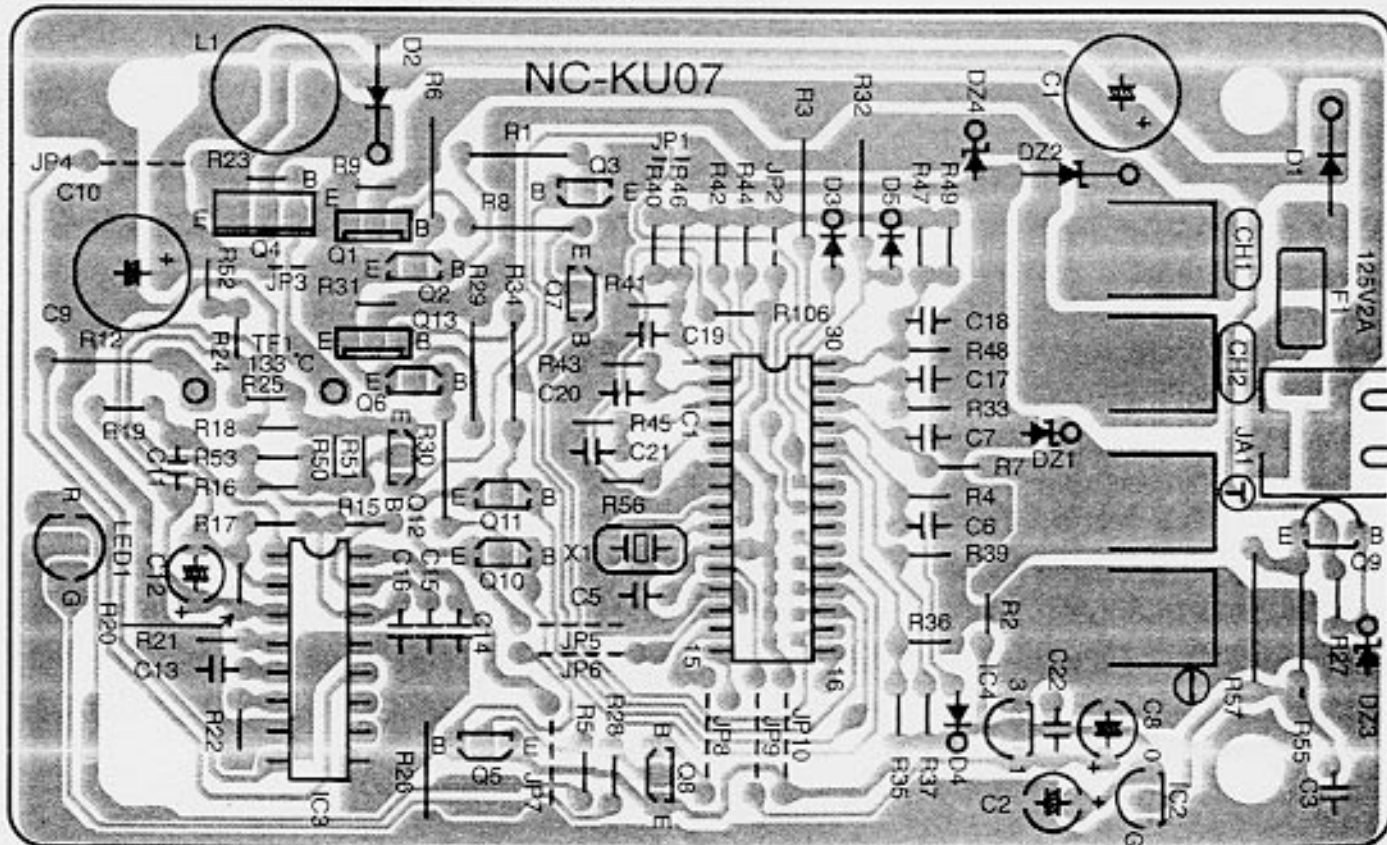 L1
D2
R6
NC-KU07
R3
R32
DZ4
C1
+
JP4
R23
B
R9
R1
Q3
JP1
DZ2
D1
C10
E
E
B
E
R40
R46
R42
R44
JP2
D3
D5
R47
R49
CH1
Q4
Q1
B
R8
+
R52
JP3
E
B
R31
Q2
R29
R34
E
Q7
B
R41
125V2A
F1
C9
Q13
C19
R106
30
C18
R12
R24
TF1
133°C
E
B
R43
R48
CH2
R25
E
B
Q6
C20
IC1
C17
R33
R19
R18
E
R45
C7
JA1
C11
R53
R50
R51
R30
C21
DZ1
R16
Q12
R7
R
R17
R15
B
E
B
Q11
R56
R4
T
LED1
C6
E
B
Q9
C12
+
C16
C15
E
B
Q10
X1
R39
G
R20
C14
C5
R36
R2
R21
JP5
R27
C13
JP6
15
16
IC4
3
C22
C8
R57
DZ3
R22
R5
R28
B
JP8
JP9
JP10
R55
R26
B
E
Q5
JP7
Q8
R35
R37
D4
1
+
0
IC3
E
C2
+
IC2
G
C3